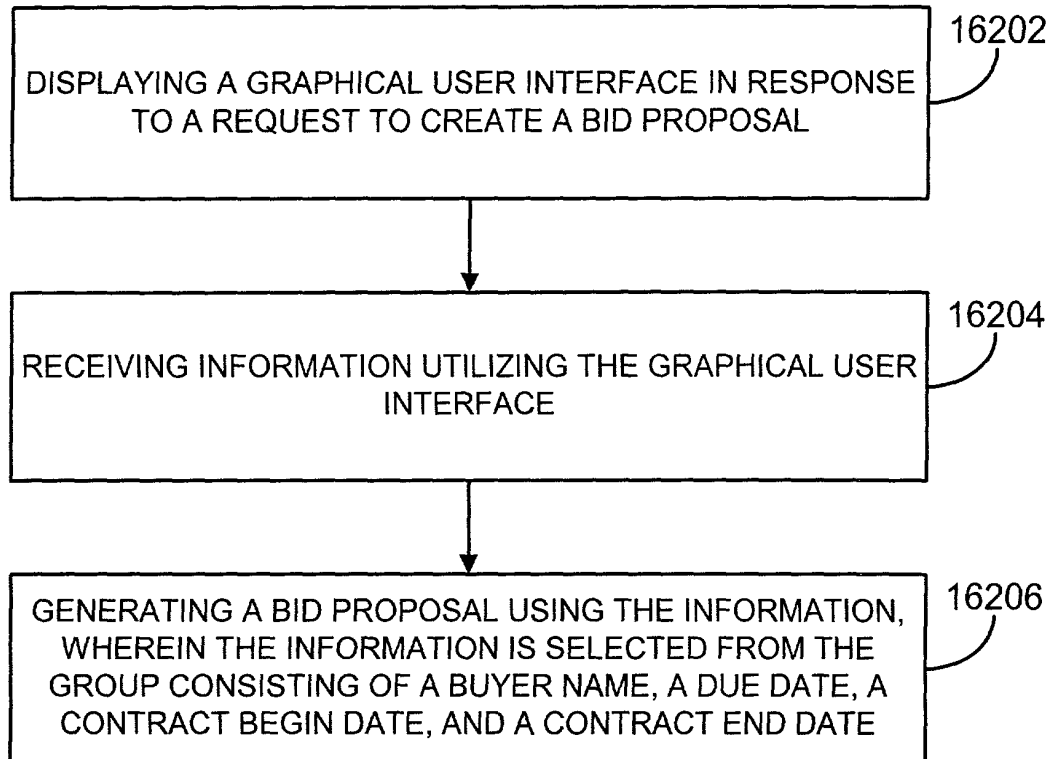 16202
DISPLAYING A GRAPHICAL USER INTERFACE IN RESPONSE
TO A REQUEST TO CREATE A BID PROPOSAL
16204
RECEIVING INFORMATION UTILIZING THE GRAPHICAL USER
INTERFACE
16206
GENERATING A BID PROPOSAL USING THE INFORMATION,
WHEREIN THE INFORMATION IS SELECTED FROM THE
GROUP CONSISTING OF A BUYER NAME, A DUE DATE, A
CONTRACT BEGIN DATE, AND A CONTRACT END DATE